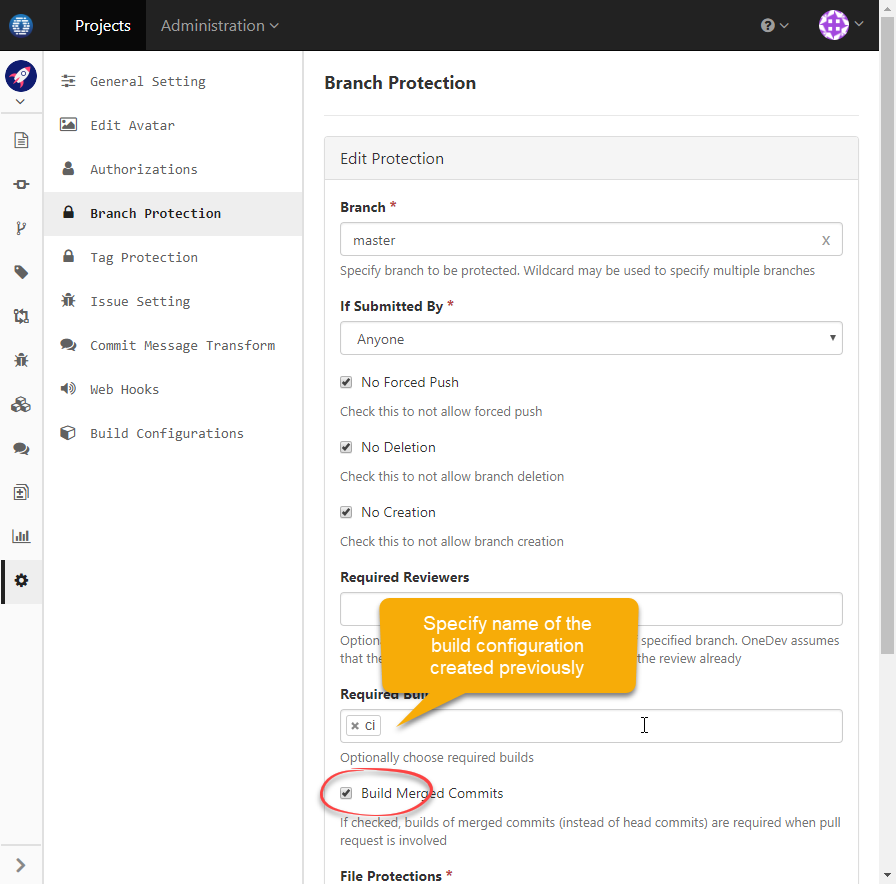 Projects
Administration
General Setting
Edit Avatar
Authorizations
Branch Protection
Tag Protection
Issue Setting
Commit Message Transform
Web Hooks
Build Configurations
Branch Protection
Edit Protection
Branch *
master
x
Specify branch to be protected. Wildcard may be used to specify multiple branches
If Submitted By *
Anyone
No Forced Push
Check this to not allow forced push
No Deletion
Check this to not allow branch deletion
No Creation
Check this to not allow branch creation
Required Reviewers
Specify name of the
build configuration
created previously
specified branch. OneDev assumes
that the review already
Required
× ci
Optionally choose required builds
Build Merged Commits
If checked, builds of merged commits (instead of head commits) are required when pull
request is involved
File Protections *